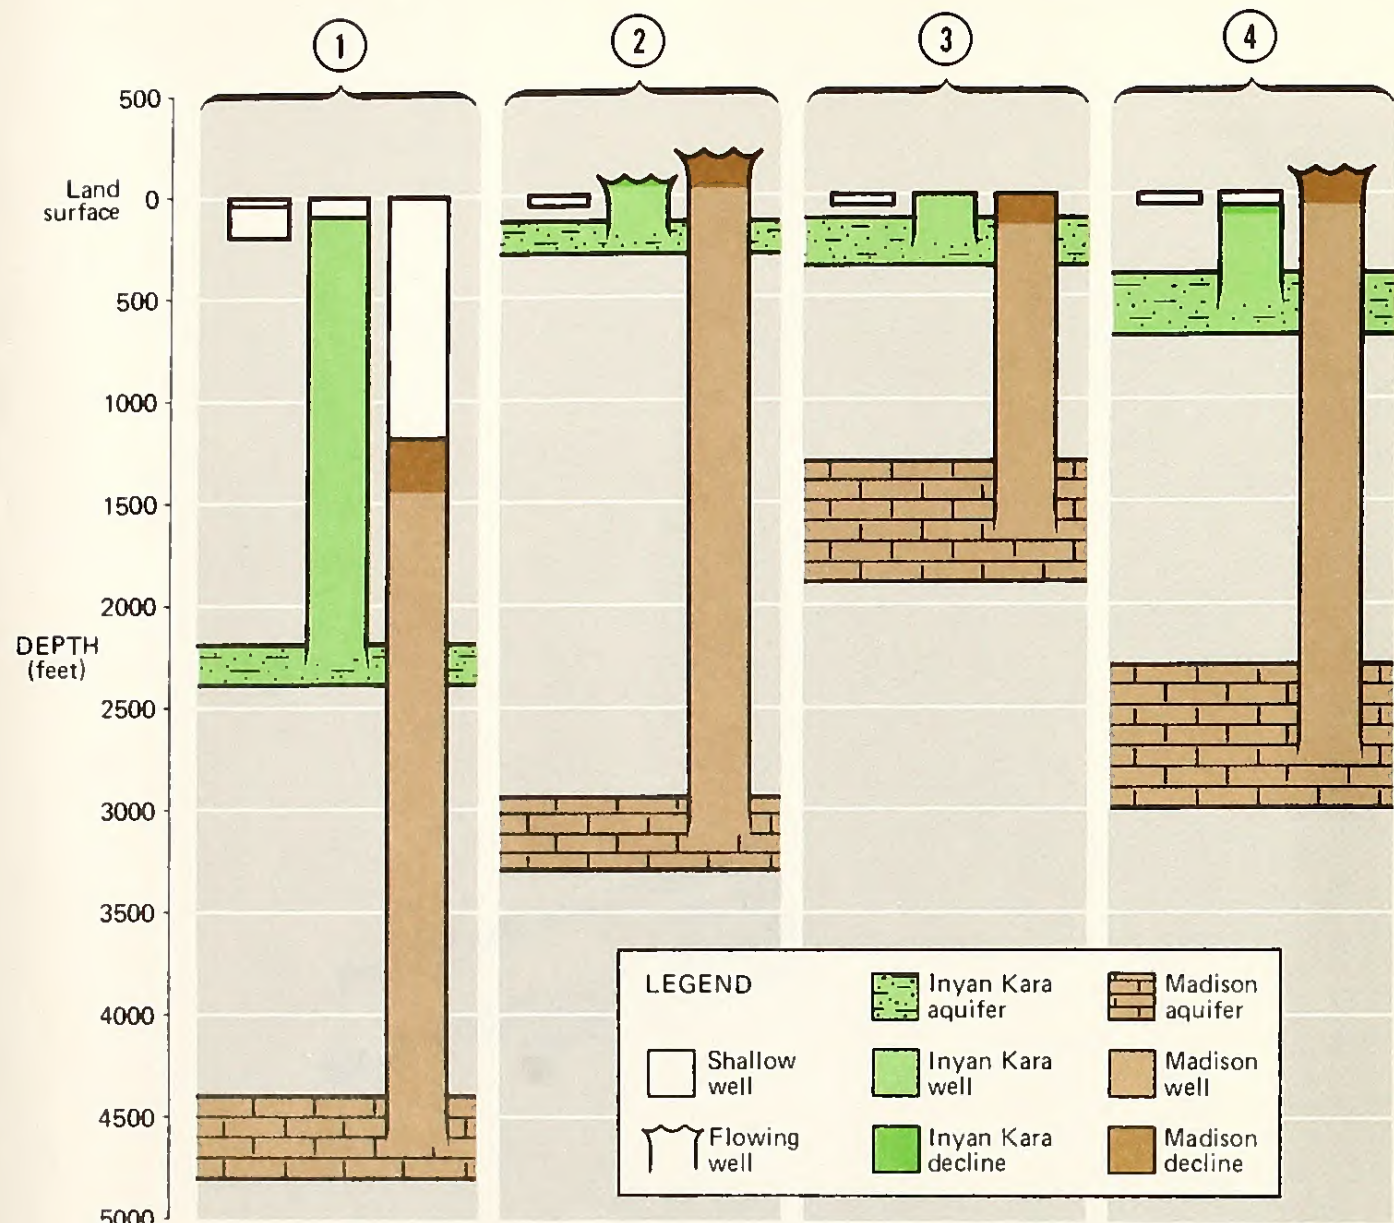 1
2
3
4
500
Land
surface
0
500
1000
1500
2000
DEPTH
(feet)
2500
3000
3500
4000
4500
5000
LEGEND
Shallow
well
Flowing
well
Inyan Kara
aquifer
Inyan Kara
well
Inyan Kara
decline
Madison
aquifer
Madison
well
Madison
decline